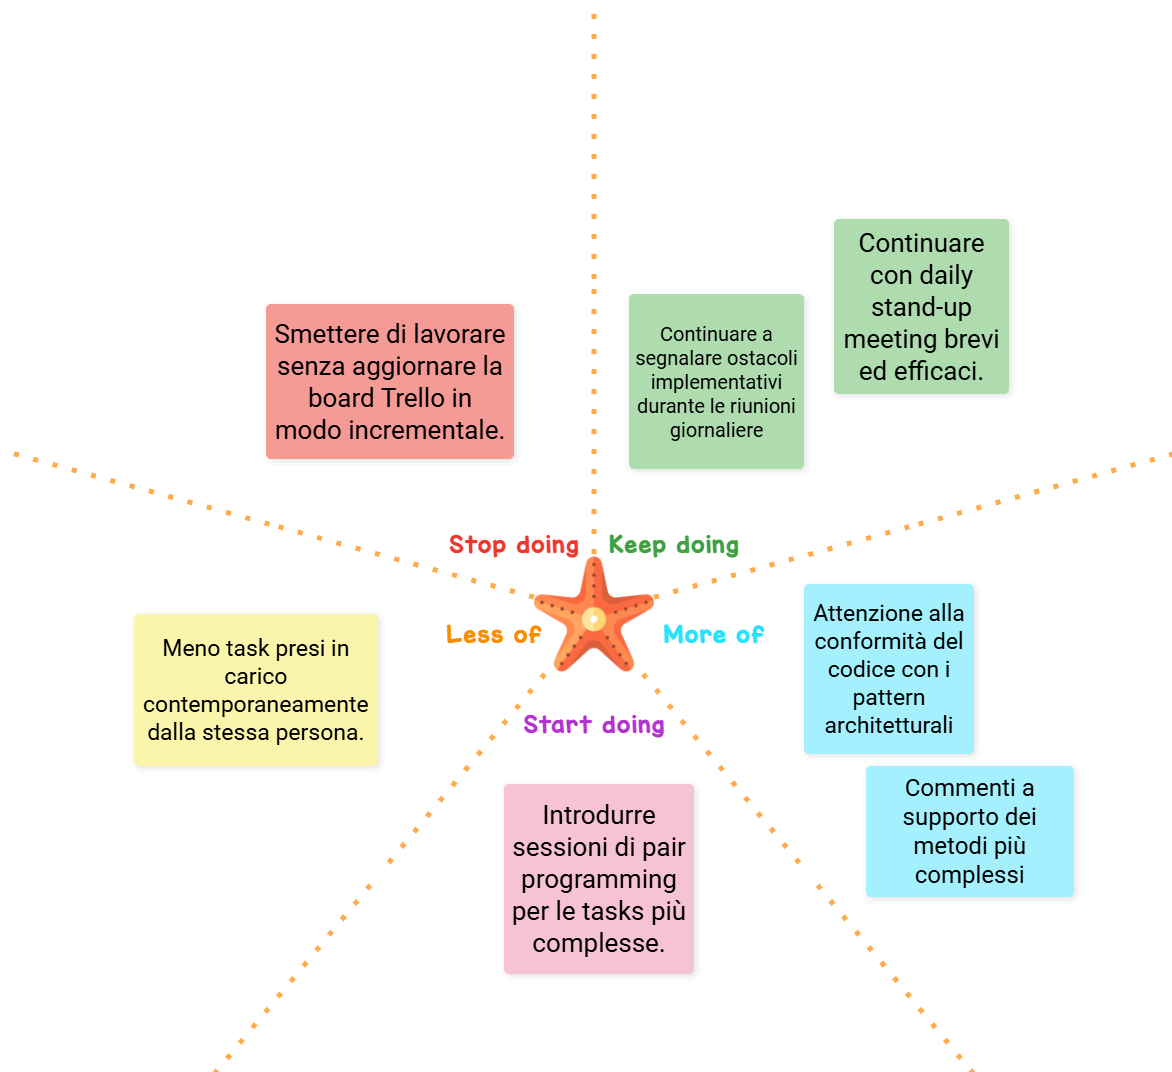 Continuare
con daily
stand-up
meeting brevi
ed efficaci.
Smettere di lavorare
senza aggiornare la
board Trello in
modo incrementale.
Continuare a
segnalare ostacoli
implementativi
durante le riunioni
giornaliere
Stop doing
Keep doing
Less of
More of
Start doing
Meno task presi in
carico
contemporaneamente
dalla stessa persona.
Attenzione alla
conformità del
codice con i
pattern
architetturali
Commenti a
supporto dei
metodi più
complessi
Introdurre
sessioni di pair
programming
per le tasks più
complesse.